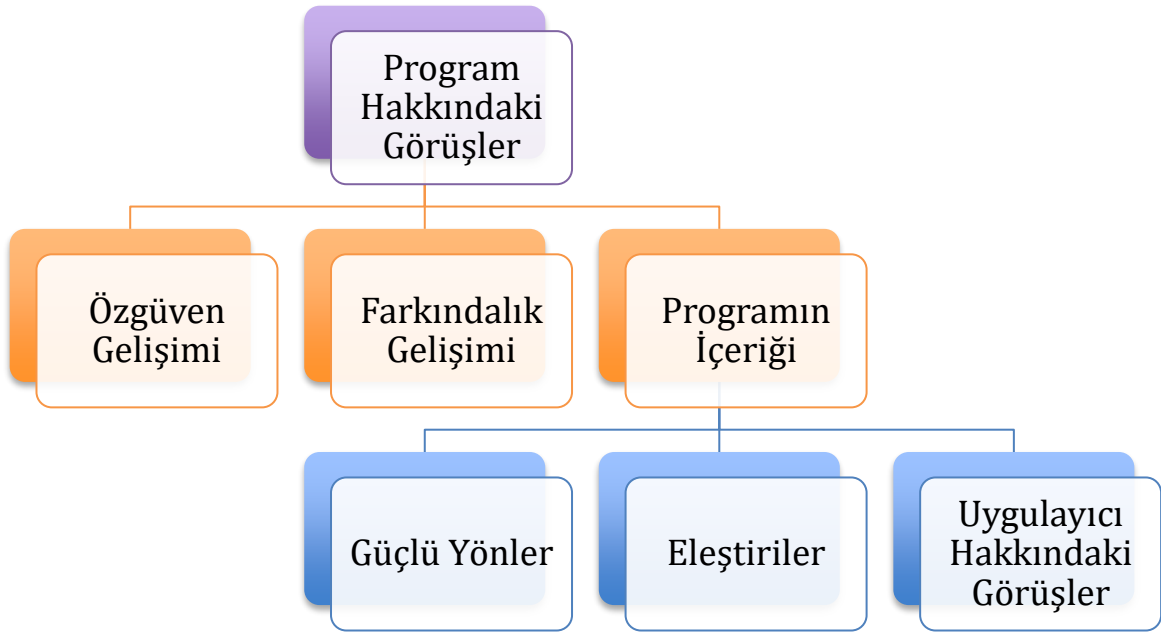 Program
Hakkındaki
Görüşler
Özgüven
Gelişimi
Farkındalık
Gelişimi
Programın
İçeriği
Güçlü Yönler
Eleştiriler
Uygulayıcı
Hakkındaki
Görüşler